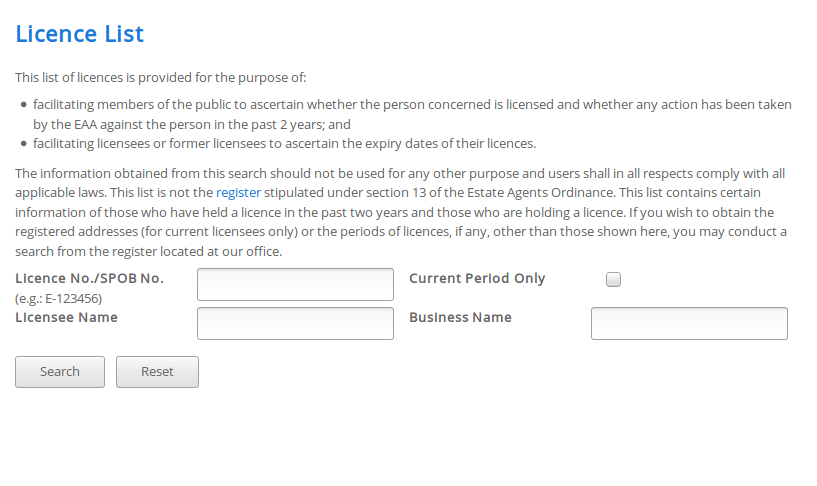 Licence List
This list of licences is provided for the purpose of:
facilitating members of the public to ascertain whether the person concerned is licensed and whether any action has been taken
by the EAA against the person in the past 2 years; and
facilitating licensees or former licensees to ascertain the expiry dates of their licences.
The information obtained from this search should not be used for any other purpose and users shall in all respects comply with all
applicable laws. This list is not the register stipulated under section 13 of the Estate Agents Ordinance. This list contains certain
information of those who have held a licence in the past two years and those who are holding a licence. If you wish to obtain the
registered addresses (for current licensees only) or the periods of licences, if any, other than those shown here, you may conduct a
search from the register located at our office.
Licence No./SPOB No. Current Period Only
(e.g.: E-123456)
Licensee Name Business Name
Search Reset